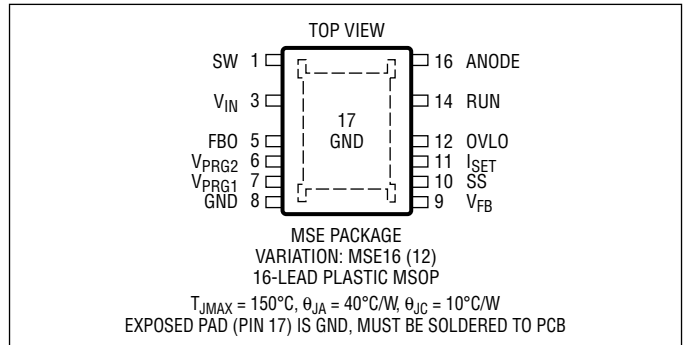 TOP VIEW
SW 1 16 ANODE
VIN 3 14 RUN
17
GND
FBO 5 12 OVLO
VPRG2 6 11 ISET
VPRG1 7 10 SS
GND 8 9 VFB
MSE PACKAGE
VARIATION: MSE16 (12)
16-LEAD PLASTIC MSOP
TJMAX = 150°C, θJA = 40°C/W, θJC = 10°C/W
EXPOSED PAD (PIN 17) IS GND, MUST BE SOLDERED TO PCB